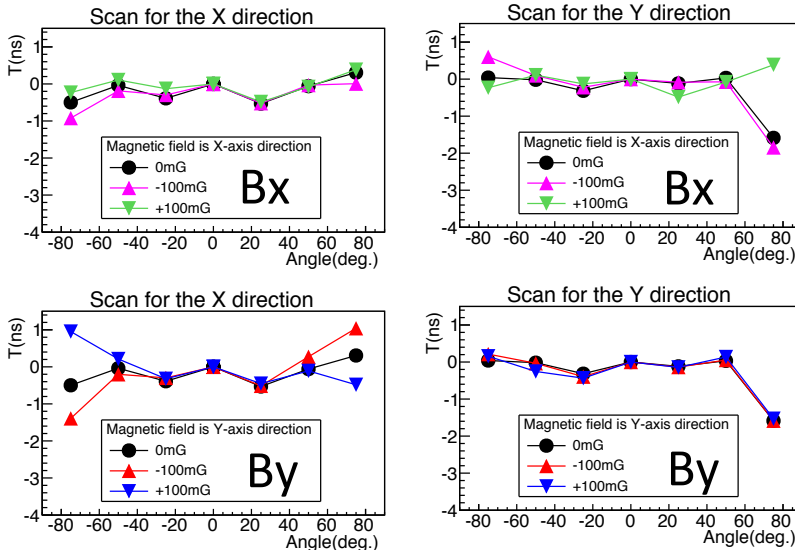 Scan for the X direction
T(ns)
1
0
-1
-2
-3
-4
Magnetic field is X-axis direction
0mG
-100mG
+100mG
Bx
-80 -60 -40 -20 0 20 40 60 80
Angle(deg.)
Scan for the Y direction
T(ns)
1
0
-1
-2
-3
-4
Magnetic field is X-axis direction
0mG
-100mG
+100mG
Bx
-80 -60 -40 -20 0 20 40 60 80
Angle(deg.)
Scan for the X direction
T(ns)
1
0
-1
-2
-3
-4
Magnetic field is Y-axis direction
0mG
-100mG
+100mG
By
-80 -60 -40 -20 0 20 40 60 80
Angle(deg.)
Scan for the Y direction
T(ns)
1
0
-1
-2
-3
-4
Magnetic field is Y-axis direction
0mG
-100mG
+100mG
By
-80 -60 -40 -20 0 20 40 60 80
Angle(deg.)